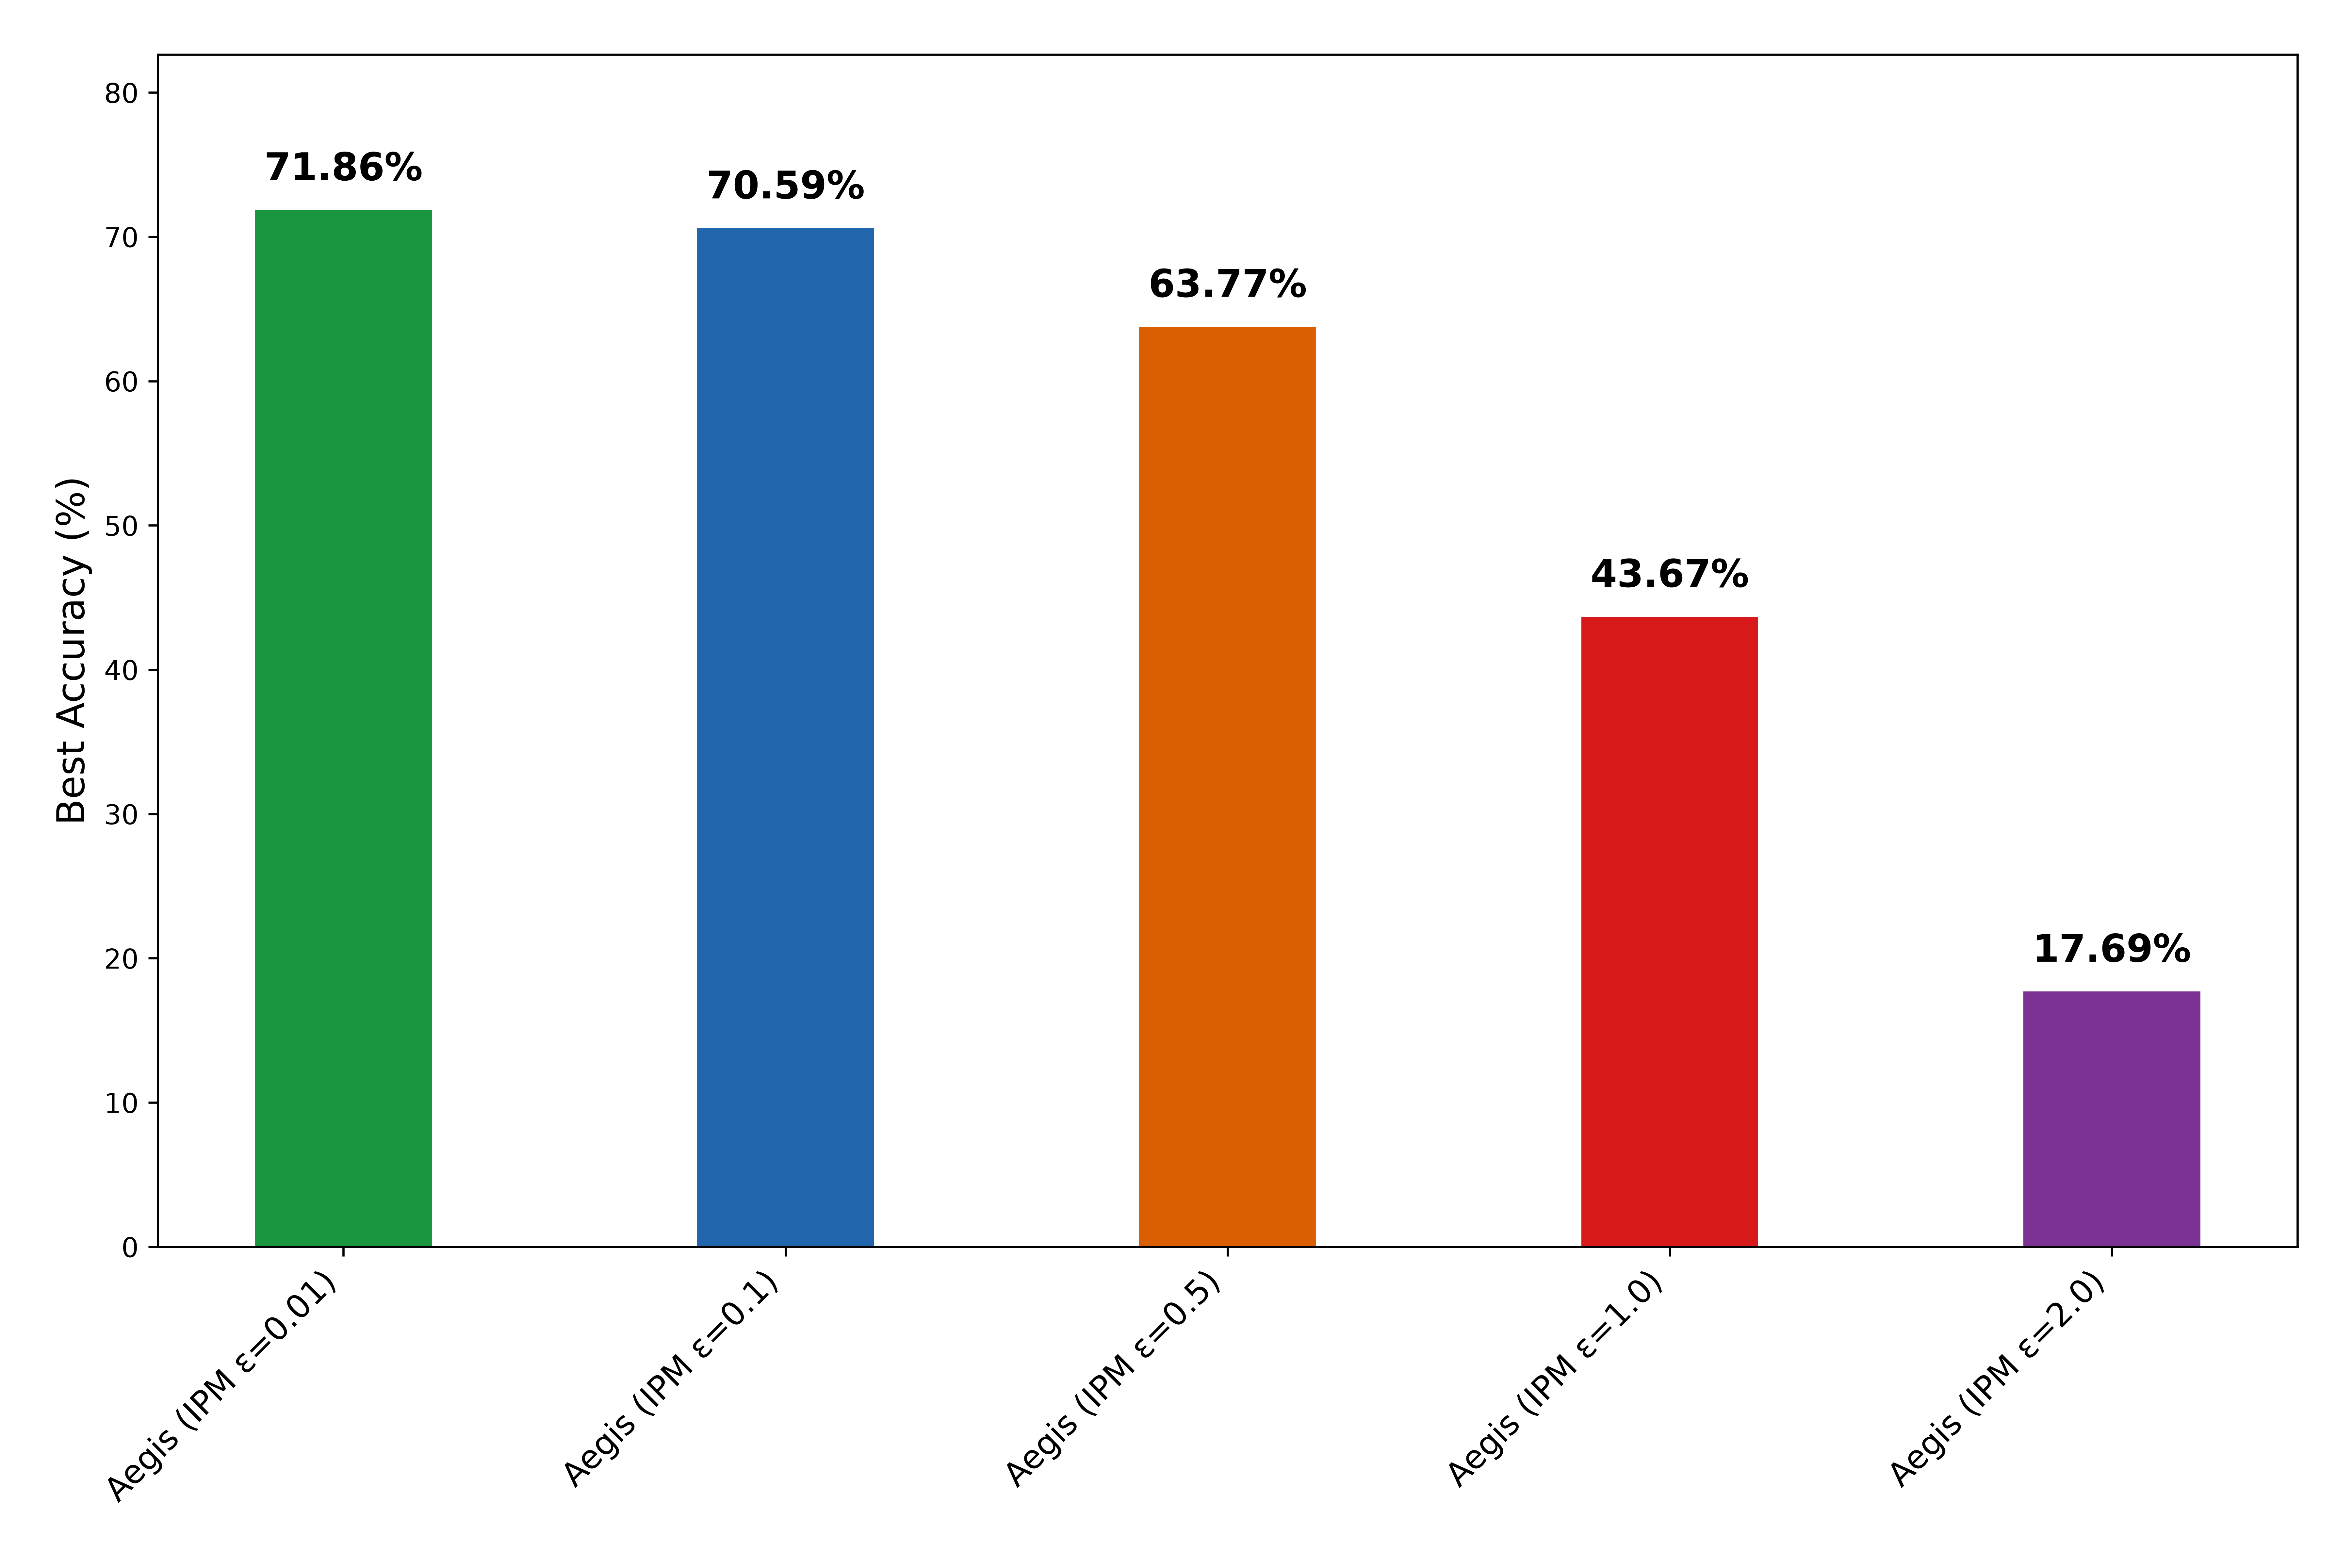 Best Accuracy (%)
80
70
60
50
40
30
20
10
0
71.86%
70.59%
63.77%
43.67%
17.69%
Aegis (IPM ε=0.01)
Aegis (IPM ε=0.1)
Aegis (IPM ε=0.5)
Aegis (IPM ε=1.0)
Aegis (IPM ε=2.0)